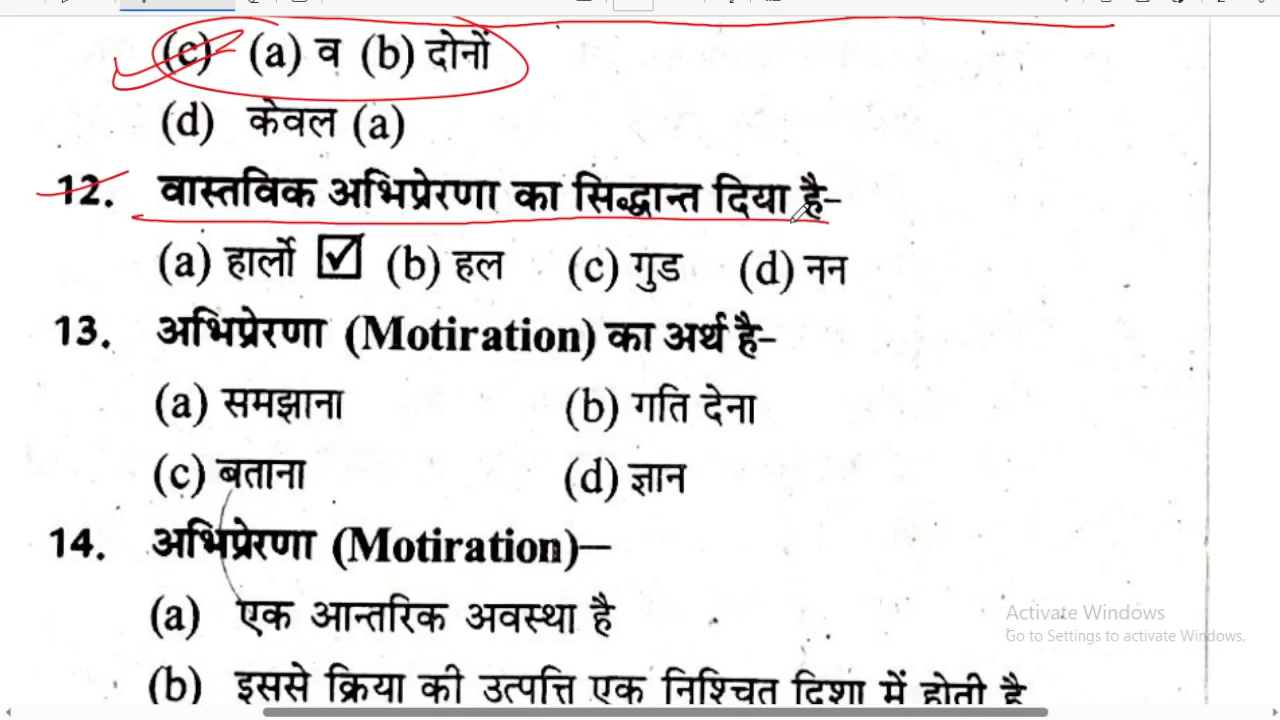 (c) (a) व (b) दोनों
(d) केवल (a)
12. वास्तविक अभिप्रेरणा का सिद्धान्त दिया है-
(a) हार्लो (b) हल (c) गुड (d) नन
13. अभिप्रेरणा (Motiration) का अर्थ है-
(a) समझाना (b) गति देना
(c) बताना (d) ज्ञान
14. अभिप्रेरणा (Motiration)—
(a) एक आन्तरिक अवस्था है
(b) इससे क्रिया की उत्पत्ति एक निश्चित दिशा में होती है
Activate Windows
Go to Settings to activate Windows.